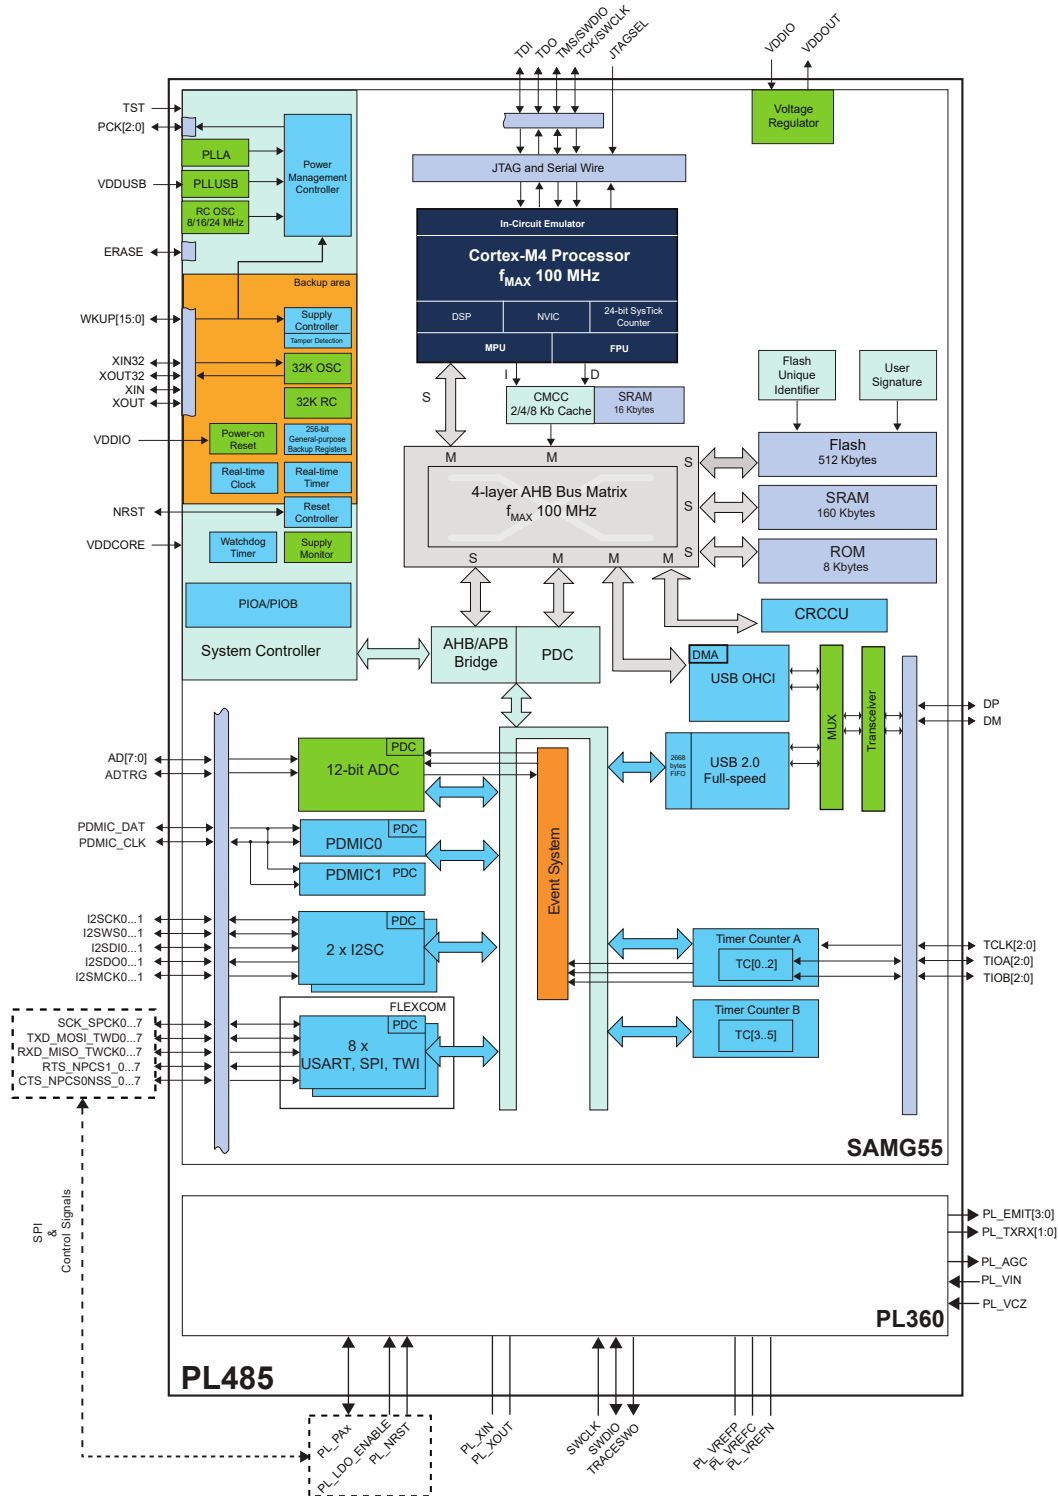 TDI
TDO
TMS/SWDIO
TCK/SWCLK
JTAGSEL
VDDIO
VDDOUT
TST
PCK[2:0]
VDDUSB
ERASE
WKUP[15:0]
XIN32
XOUT32
XIN
XOUT
VDDIO
NRST
VDDCORE
PLLA
PLLUSB
RC OSC
8/16/24 MHz
Power
Management
Controller
Backup area
Supply
Controller
Tamper Detection
32K OSC
32K RC
Power-on
Reset
256-bit
General-purpose
Backup Registers
Real-time
Clock
Real-time
Timer
Reset
Controller
Watchdog
Timer
Supply
Monitor
PIOA/PIOB
System Controller
Voltage
Regulator
JTAG and Serial Wire
In-Circuit Emulator
Cortex-M4 Processor
fMAX 100 MHz
DSP
NVIC
24-bit SysTick
Counter
MPU
FPU
S
I
D
CMCC
2/4/8 Kb Cache
SRAM
16 Kbytes
Flash
Unique
Identifier
User
Signature
M
M
4-layer AHB Bus Matrix
fMAX 100 MHz
S
S
S
S
M
M
M
Flash
512 Kbytes
SRAM
160 Kbytes
ROM
8 Kbytes
CRCCU
AHB/APB
Bridge
PDC
DMA
USB OHCI
2668
bytes
FIFO
USB 2.0
Full-speed
MUX
Transceiver
DP
DM
AD[7:0]
ADTRG
PDC
12-bit ADC
PDMIC_DAT
PDMIC_CLK
PDC
PDMIC0
PDMIC1
PDC
Event System
I2SCK0...1
I2SWS0...1
I2SDI0...1
I2SDO0...1
I2SMCK0...1
PDC
2 x I2SC
Timer Counter A
TC[0..2]
TCLK[2:0]
TIOA[2:0]
TIOB[2:0]
Timer Counter B
TC[3..5]
FLEXCOM
PDC
8 x
USART, SPI, TWI
SCK_SPCK0...7
TXD_MOSI_TWD0...7
RXD_MISO_TWCK0...7
RTS_NPCS1_0...7
CTS_NPCS0NSS_0...7
SAMG55
SPI
&
Control Signals
PL_EMIT[3:0]
PL_TXRX[1:0]
PL_AGC
PL_VIN
PL_VCZ
PL360
PL485
PL_PAx
PL_LDO_ENABLE
PL_NRST
PL_XIN
PL_XOUT
SWCLK
SWDIO
TRACESWO
PL_VREFP
PL_VREFC
PL_VREFN